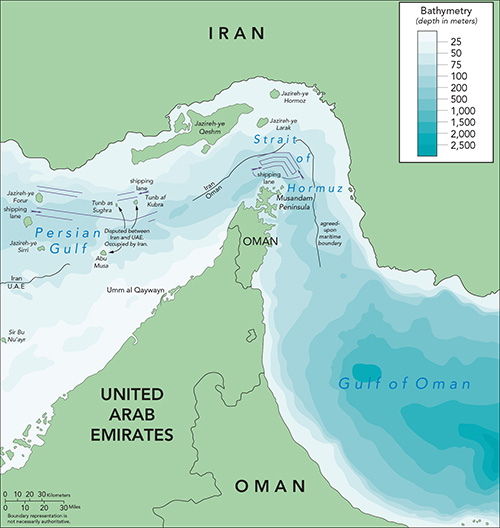 IRAN
Bathymetry
(depth in meters)
25
50
75
100
200
500
1,000
1,500
2,000
2,500
Jazireh-ye
Hormoz
Jazireh-ye
Qeshm
Jazireh-ye
Larak
Strait
of
Hormuz
shipping
lane
Musandam
Peninsula
Iran
Oman
shipping
lane
Jazireh-ye
Forur
shipping
lane
Tunb as
Sughra
Tunb al
Kubra
Persian
Gulf
Disputed between
Iran and UAE.
Occupied by Iran.
Jazireh-ye
Sirri
Abu
Musa
OMAN
agreed-
upon
maritime
boundary
Iran
U.A.E
Umm al Qaywayn
Sir Bu
Nu'ayr
Gulf of Oman
UNITED
ARAB
EMIRATES
OMAN
0 10 20 30 Kilometers
0 10 20 30 Miles
Boundary representation is
not necessarily authoritative.